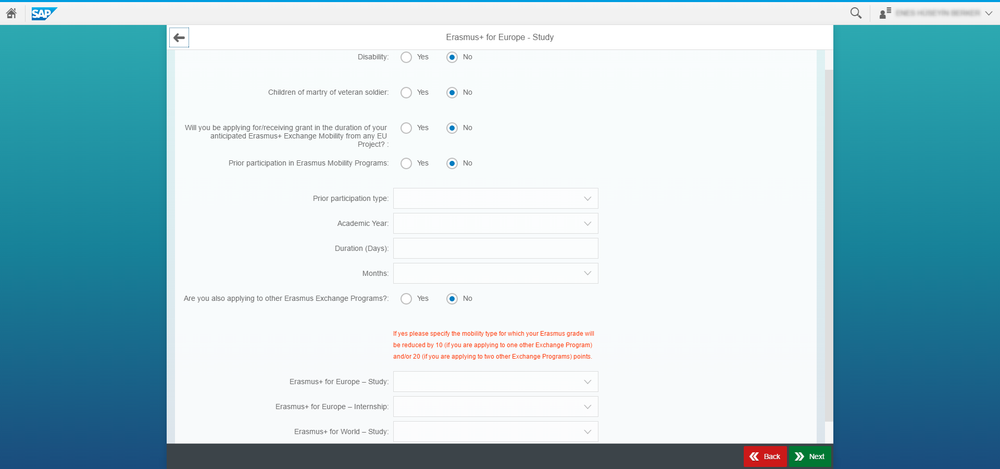 SAP
Erasmus+ for Europe - Study
Disability: Yes No
Children of martry of veteran soldier: Yes No
Will you be applying for/receiving grant in the duration of your Yes No
anticipated Erasmus+ Exchange Mobility from any EU
Project? :
Prior participation in Erasmus Mobility Programs: Yes No
Prior participation type:
Academic Year:
Duration (Days):
Months:
Are you also applying to other Erasmus Exchange Programs?: Yes No
If yes please specify the mobility type for which your Erasmus grade will
be reduced by 10 (if you are applying to one other Exchange Program)
and/or 20 (if you are applying to two other Exchange Programs) points.
Erasmus+ for Europe – Study:
Erasmus+ for Europe – Internship:
Erasmus+ for World – Study:
Back Next